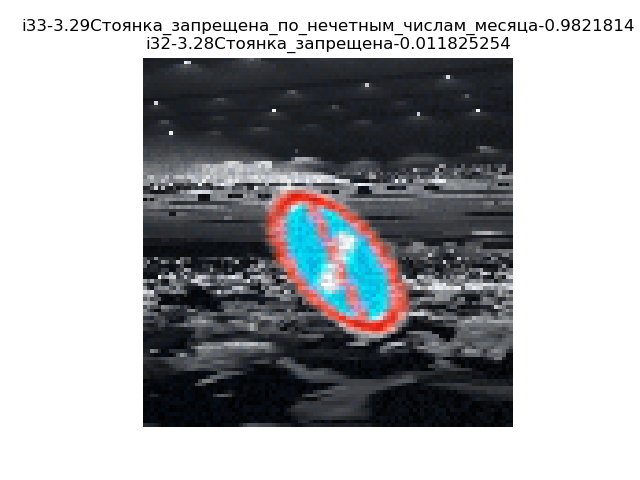 i33-3.29Стоянка_запрещена_по_нечетным_числам_месяца-0.9821814
i32-3.28Стоянка_запрещена-0.011825254